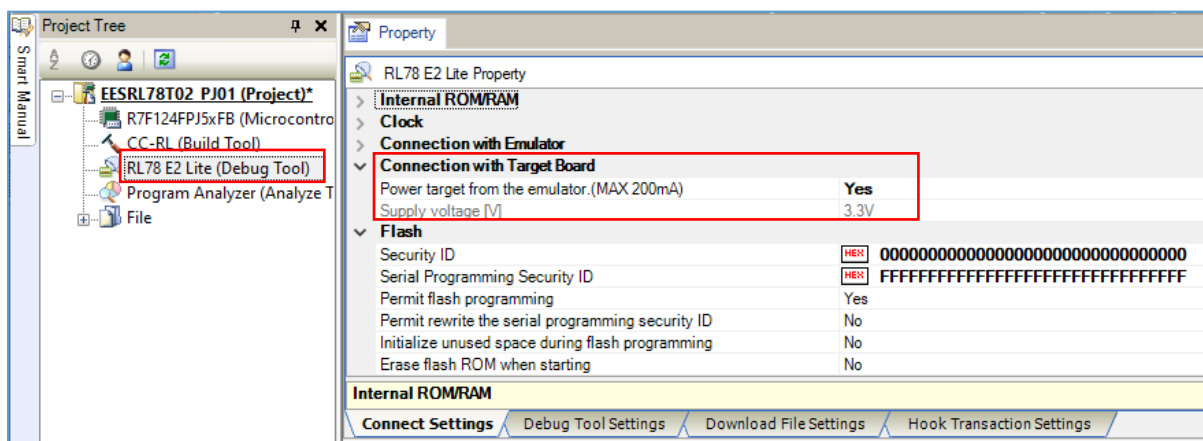 Smart Manual
Project Tree
EESRL78T02_PJ01 (Project)*
R7F124FPJ5xFB (Microcontro
CC-RL (Build Tool)
RL78 E2 Lite (Debug Tool)
Program Analyzer (Analyze T
File
Property
RL78 E2 Lite Property
Internal ROM/RAM
Clock
Connection with Emulator
Connection with Target Board
Power target from the emulator.(MAX 200mA) Yes
Supply voltage [V] 3.3V
Flash
Security ID HEX 00000000000000000000000000000000
Serial Programming Security ID HEX FFFFFFFFFFFFFFFFFFFFFFFFFFFFFFFF
Permit flash programming Yes
Permit rewrite the serial programming security ID No
Initialize unused space during flash programming No
Erase flash ROM when starting No
Internal ROM/RAM
Connect Settings Debug Tool Settings Download File Settings Hook Transaction Settings